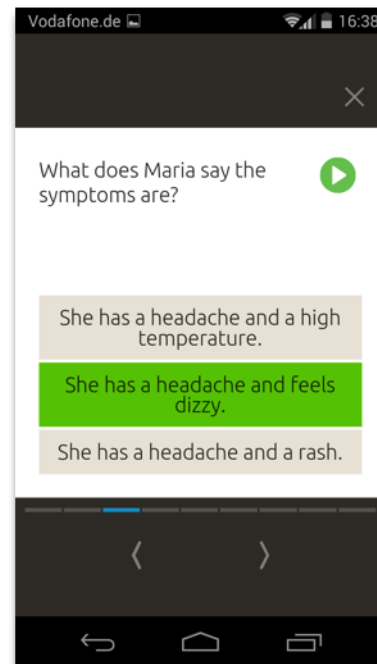 Vodafone.de 16:38
What does Maria say the
symptoms are?
She has a headache and a high
temperature.
She has a headache and feels
dizzy.
She has a headache and a rash.